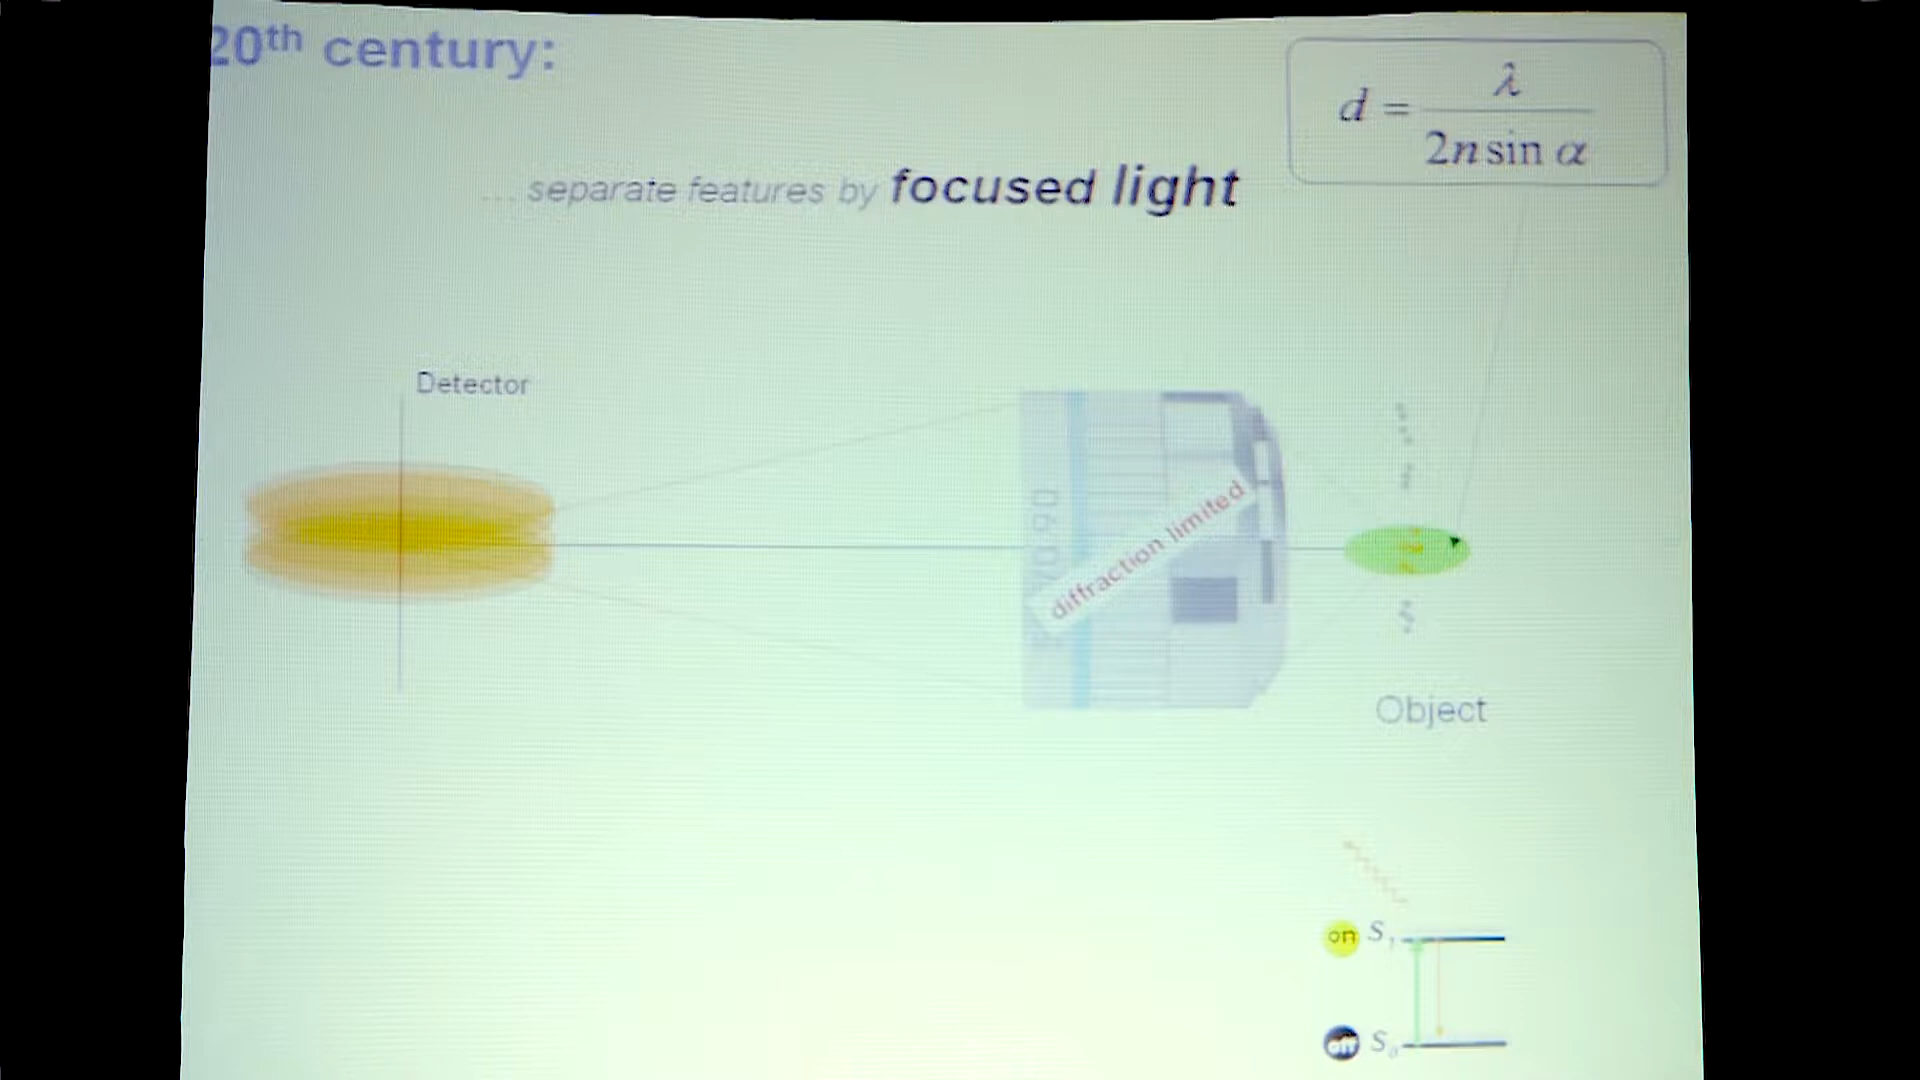 20th century:
d = λ / 2n sin α
... separate features by focused light
Detector
diffraction limited
Object
on S1
off S0